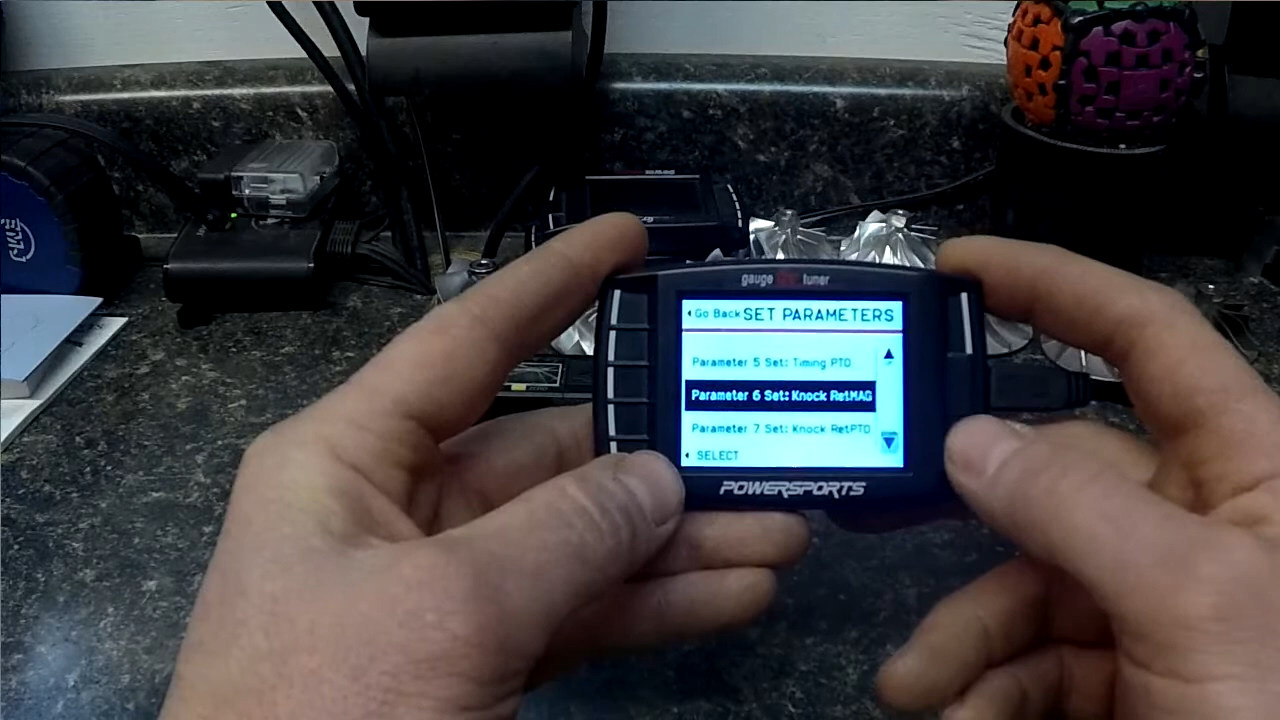 gauge tuner
Go Back SET PARAMETERS
Parameter 5 Set: Timing PTO
Parameter 6 Set: Knock RetMAG
Parameter 7 Set: Knock RetPTO
SELECT
POWERSPORTS